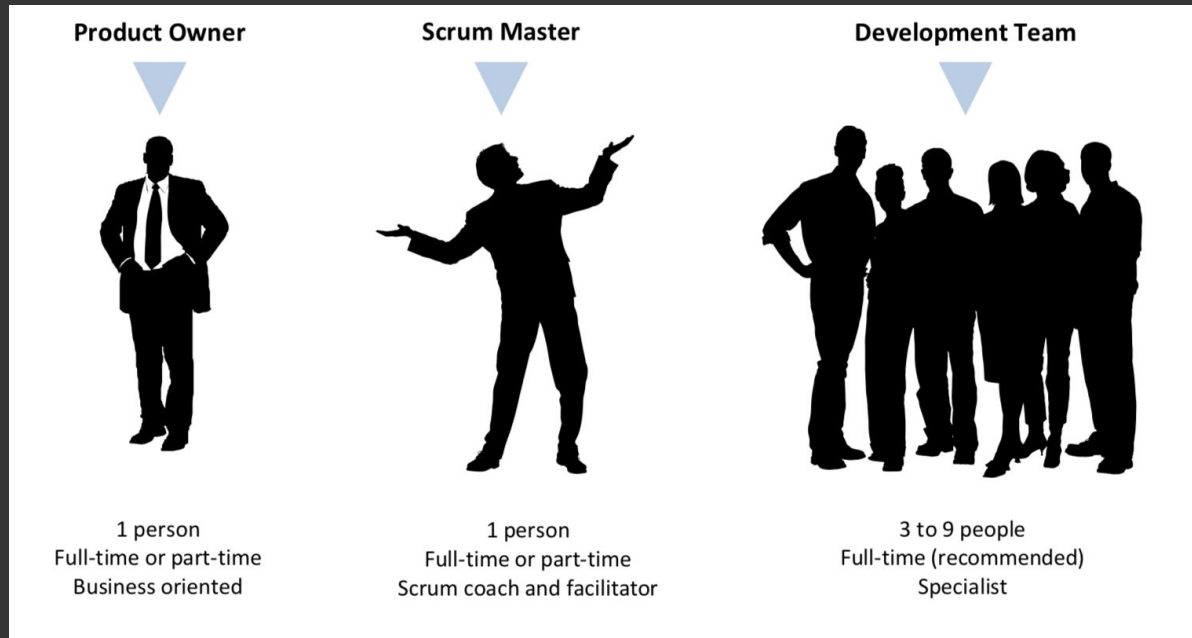 Product Owner
Scrum Master
Development Team
1 person
Full-time or part-time
Business oriented
1 person
Full-time or part-time
Scrum coach and facilitator
3 to 9 people
Full-time (recommended)
Specialist